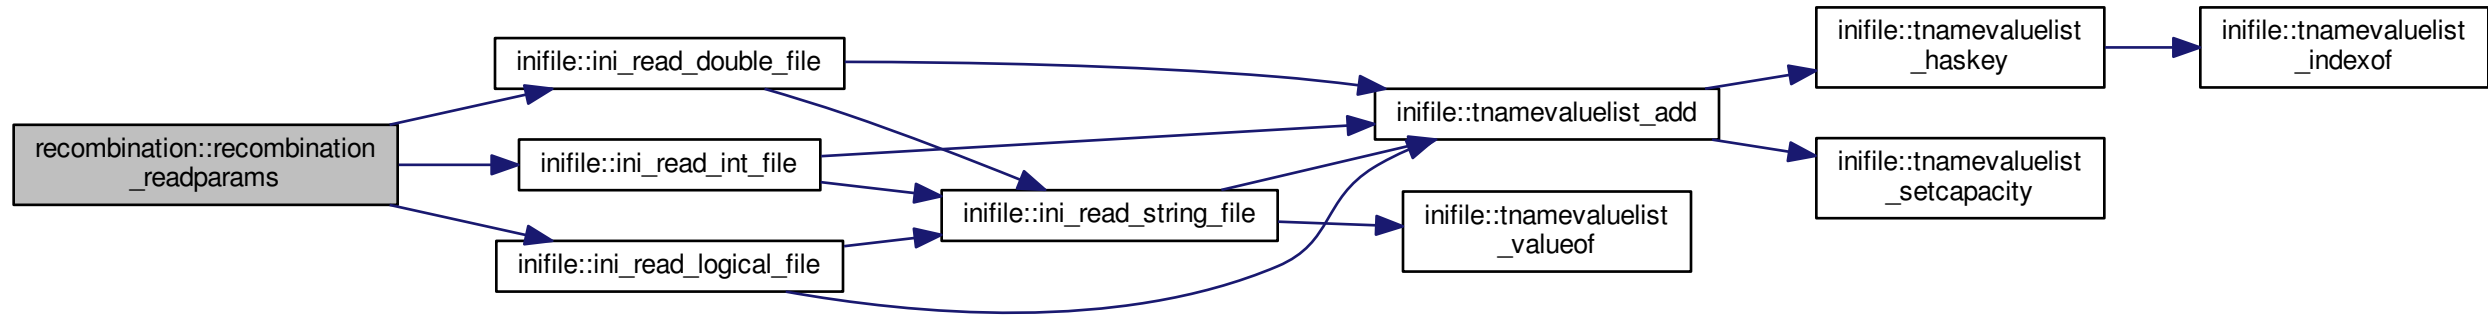 recombination::recombination
_readparams
inifile::ini_read_double_file
inifile::ini_read_int_file
inifile::ini_read_logical_file
inifile::ini_read_string_file
inifile::tnamevaluelist_add
inifile::tnamevaluelist
_valueof
inifile::tnamevaluelist
_haskey
inifile::tnamevaluelist
_setcapacity
inifile::tnamevaluelist
_indexof